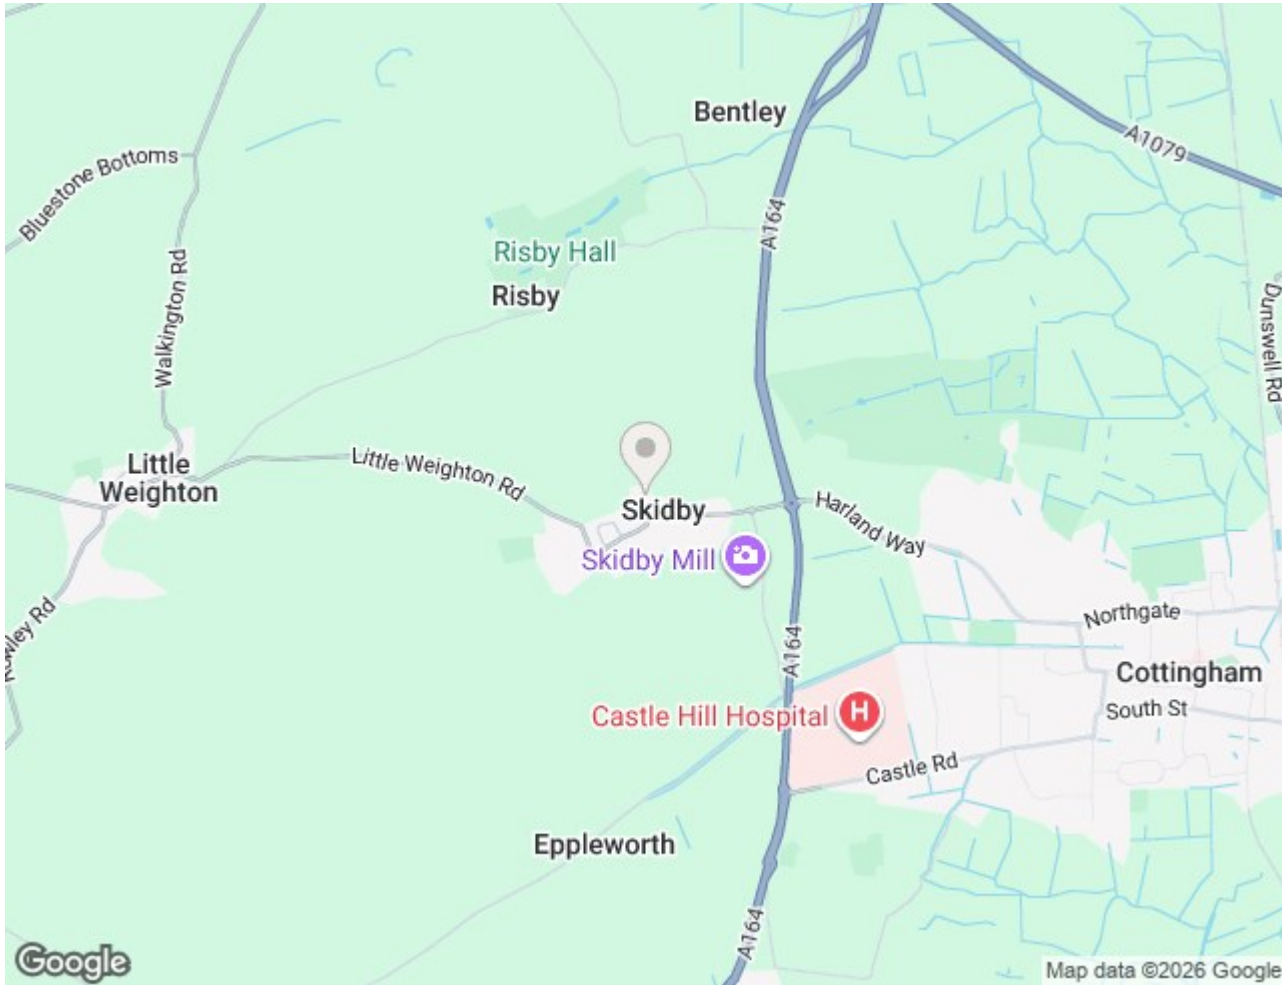 Bentley
A1079
Bluestone Bottoms
A164
Risby Hall
Walkington Rd
Risby
Dunswell Rd
Little
Weighton
Little Weighton Rd
Skidby
Harland Way
Skidby Mill
Rowley Rd
Northgate
A164
Cottingham
Castle Hill Hospital
H
South St
Castle Rd
Eppleworth
A164
Google
Map data ©2026 Google